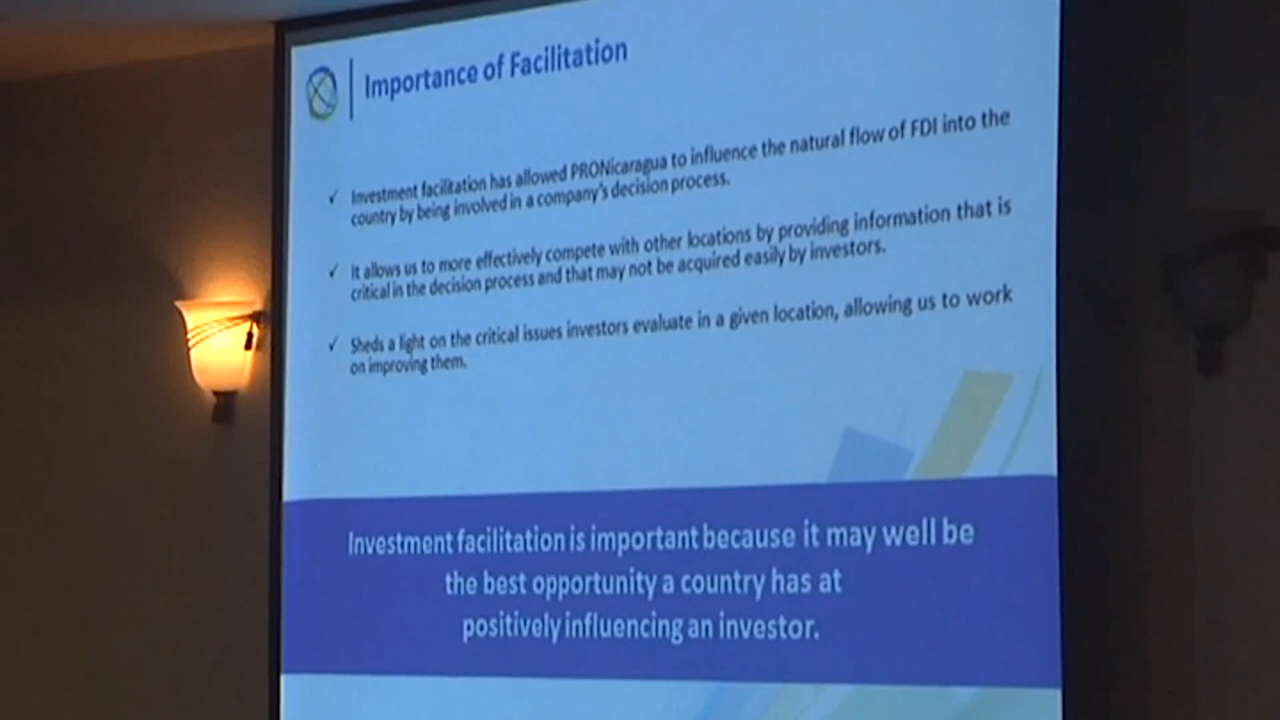 Importance of Facilitation
✓ Investment facilitation has allowed PRONicaragua to influence the natural flow of FDI into the
country by being involved in a company's decision process.
✓ It allows us to more effectively compete with other locations by providing information that is
critical in the decision process and that may not be acquired easily by investors.
✓ Sheds a light on the critical issues investors evaluate in a given location, allowing us to work
on improving them.
Investment facilitation is important because it may well be
the best opportunity a country has at
positively influencing an investor.